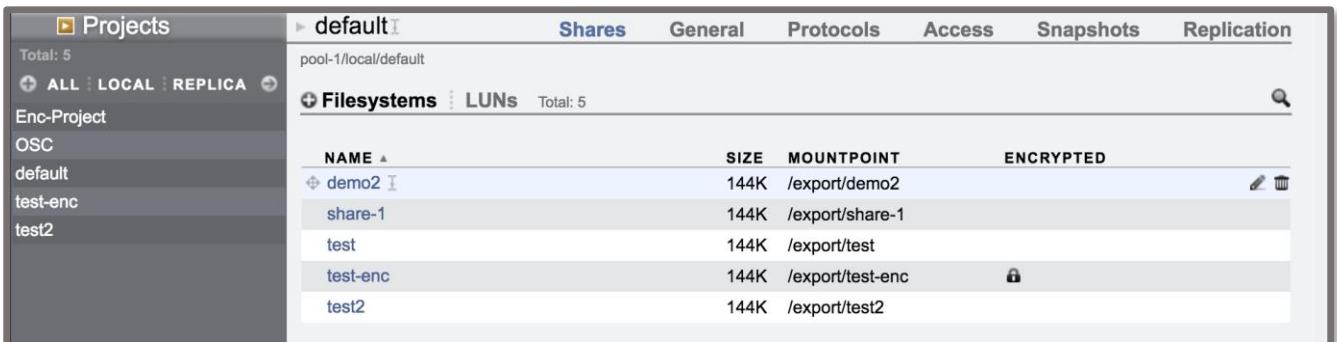 Projects
Total: 5
ALL LOCAL REPLICA
Enc-Project
OSC
default
test-enc
test2
default Shares General Protocols Access Snapshots Replication
pool-1/local/default
Filesystems LUNs Total: 5
NAME SIZE MOUNTPOINT ENCRYPTED
demo2 144K /export/demo2
share-1 144K /export/share-1
test 144K /export/test
test-enc 144K /export/test-enc
test2 144K /export/test2